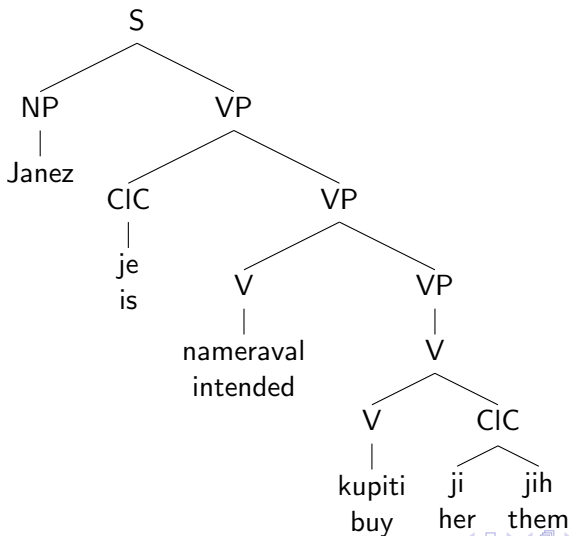 S
NP VP
Janez
ClC VP
je
is
V VP
nameraval
intended
V
V ClC
kupiti ji jih
buy her them